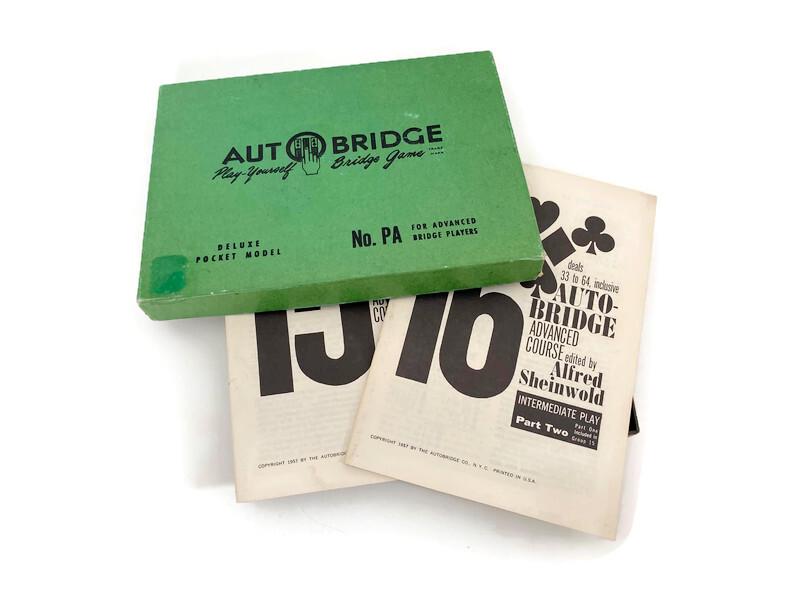 AUTOBRIDGE
Play-Yourself Bridge Game
TRADE
MARK
DELUXE
POCKET MODEL
No. PA
FOR ADVANCED
BRIDGE PLAYERS
15
COPYRIGHT 1957 BY THE AUTOBRIDGE
16
deals
33 to 64, inclusive
AUTO-
BRIDGE
ADVANCED
COURSE edited by
Alfred
Sheinwold
INTERMEDIATE PLAY
Part Two
Part One
Included in
Group 15
COPYRIGHT 1957 BY THE AUTOBRIDGE CO., N.Y.C. PRINTED IN U.S.A.